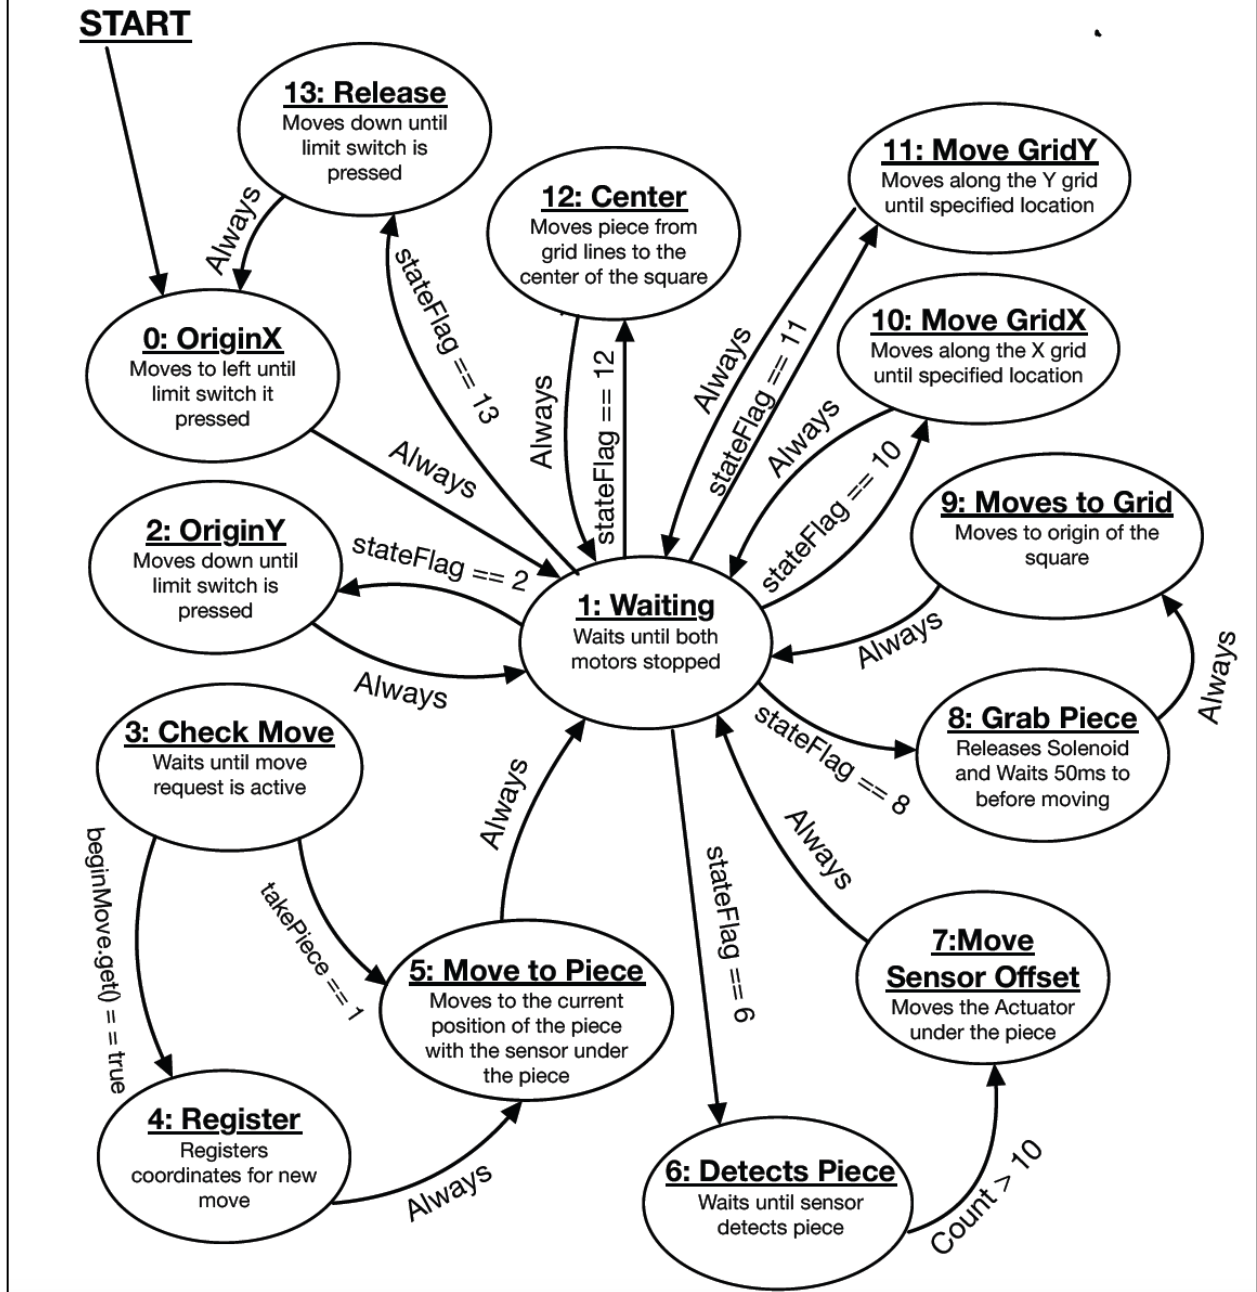 START
13: Release
Moves down until
limit switch is
pressed
Always
12: Center
Moves piece from
grid lines to the
center of the square
11: Move GridY
Moves along the Y grid
until specified location
10: Move GridX
Moves along the X grid
until specified location
0: OriginX
Moves to left until
limit switch it
pressed
stateFlag == 13
Always
stateFlag == 12
Always
stateFlag == 11
Always
stateFlag == 10
Always
2: OriginY
Moves down until
limit switch is
pressed
stateFlag == 2
Always
1: Waiting
Waits until both
motors stopped
9: Moves to Grid
Moves to origin of the
square
Always
Always
8: Grab Piece
Releases Solenoid
and Waits 50ms to
before moving
stateFlag == 8
3: Check Move
Waits until move
request is active
beginMove.get() = = true
takePiece == 1
Always
5: Move to Piece
Moves to the current
position of the piece
with the sensor under
the piece
stateFlag == 6
Always
7:Move
Sensor Offset
Moves the Actuator
under the piece
4: Register
Registers
coordinates for new
move
Always
6: Detects Piece
Waits until sensor
detects piece
Count > 10